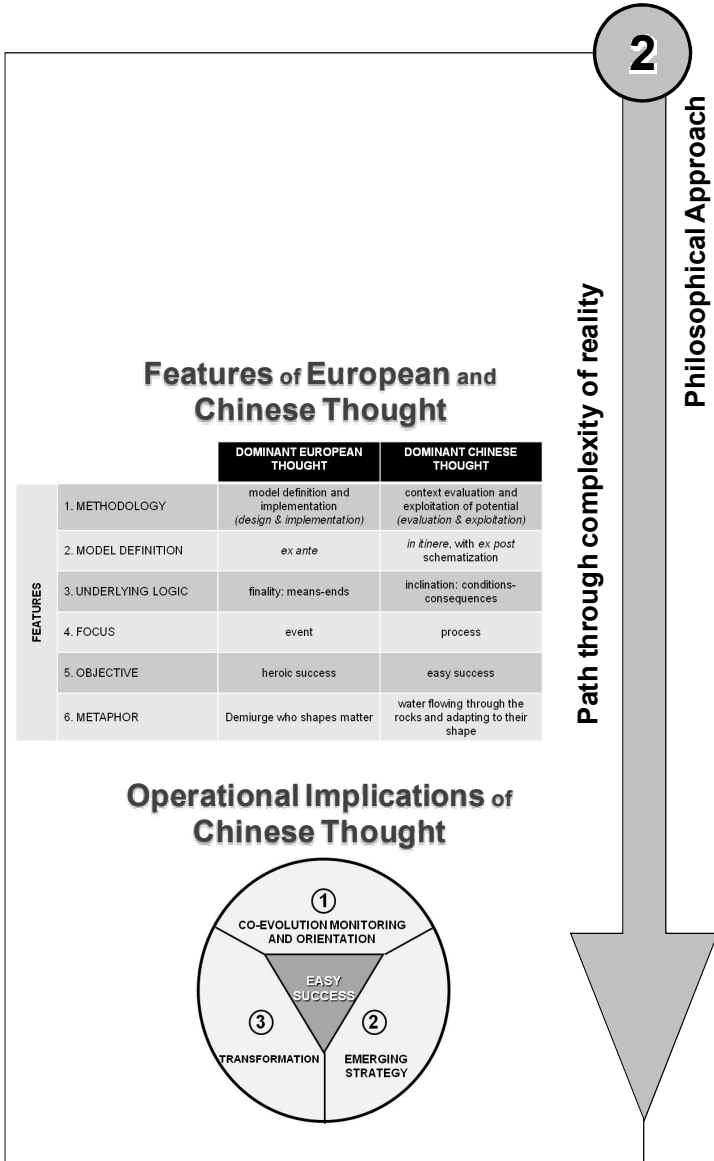 2
Philosophical Approach
Path through complexity of reality
Features of European and
Chinese Thought
DOMINANT EUROPEAN
THOUGHT
DOMINANT CHINESE
THOUGHT
FEATURES
1. METHODOLOGY
model definition and
implementation
(design & implementation)
context evaluation and
exploitation of potential
(evaluation & exploitation)
2. MODEL DEFINITION
ex ante
in itinere, with ex post
schematization
3. UNDERLYING LOGIC
finality: means-ends
inclination: conditions-
consequences
4. FOCUS
event
process
5. OBJECTIVE
heroic success
easy success
6. METAPHOR
Demiurge who shapes matter
water flowing through the
rocks and adapting to their
shape
Operational Implications of
Chinese Thought
1
CO-EVOLUTION MONITORING
AND ORIENTATION
EASY
SUCCESS
3
TRANSFORMATION
2
EMERGING
STRATEGY